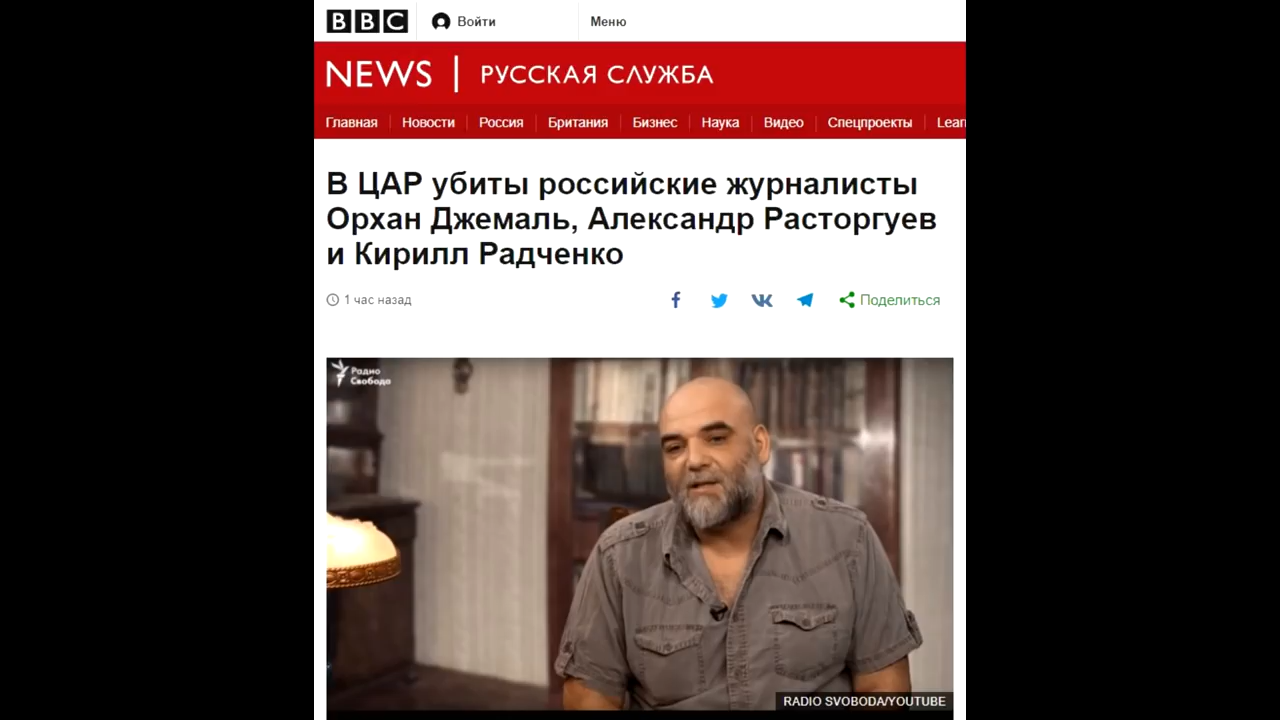 BBC Войти Меню
NEWS | РУССКАЯ СЛУЖБА
Главная Новости Россия Британия Бизнес Наука Видео Спецпроекты Lear
В ЦАР убиты российские журналисты
Орхан Джемаль, Александр Расторгуев
и Кирилл Радченко
1 час назад Поделиться
Радио
Свобода
RADIO SVOBODA/YOUTUBE